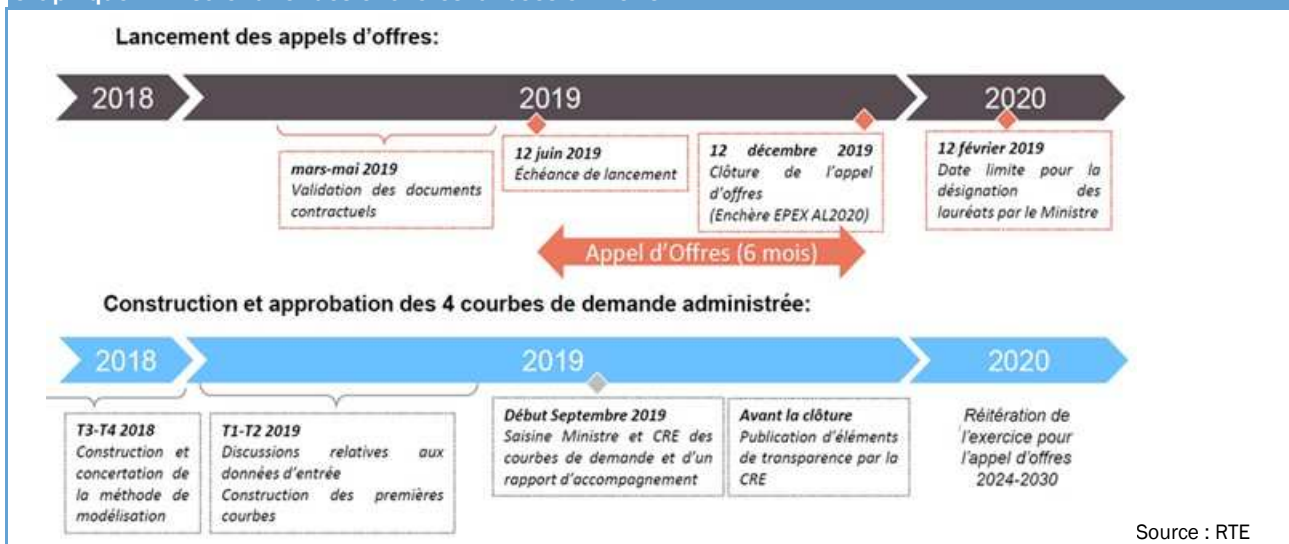 Lancement des appels d'offres:
2018
2019
2020
mars-mai 2019
Validation des documents
contractuels
12 juin 2019
Échéance de lancement
12 décembre 2019
Clôture de l'appel
d'offres
(Enchère EPEX AL2020)
12 février 2019
Date limite pour la
désignation des
lauréats par le Ministre
Appel d'Offres (6 mois)
Construction et approbation des 4 courbes de demande administrée:
2018
2019
2020
T3-T4 2018
Construction et
concertation de
la méthode de
modélisation
T1-T2 2019
Discussions relatives aux
données d'entrée
Construction des premières
courbes
Début Septembre 2019
Saisine Ministre et CRE des
courbes de demande et d'un
rapport d'accompagnement
Avant la clôture
Publication d'éléments
de transparence par la
CRE
Réitération de
l'exercice pour
l'appel d'offres
2024-2030
Source : RTE